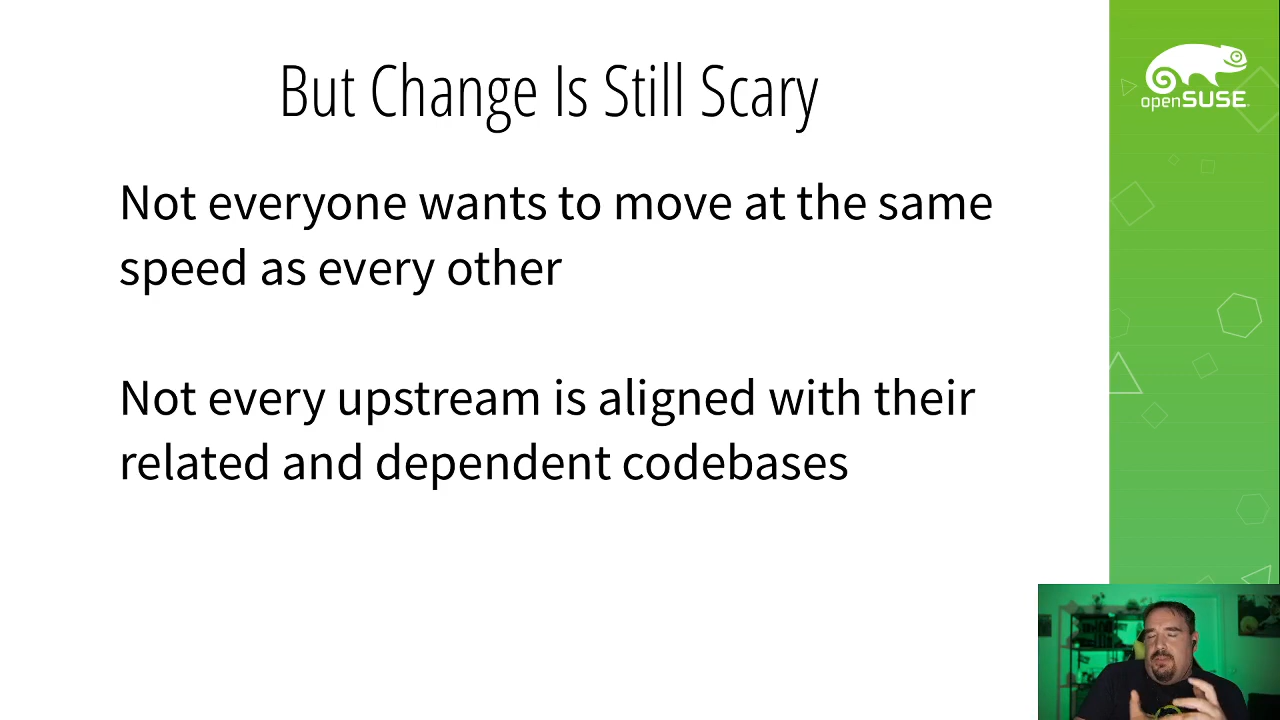 But Change Is Still Scary
openSUSE
Not everyone wants to move at the same
speed as every other
Not every upstream is aligned with their
related and dependent codebases